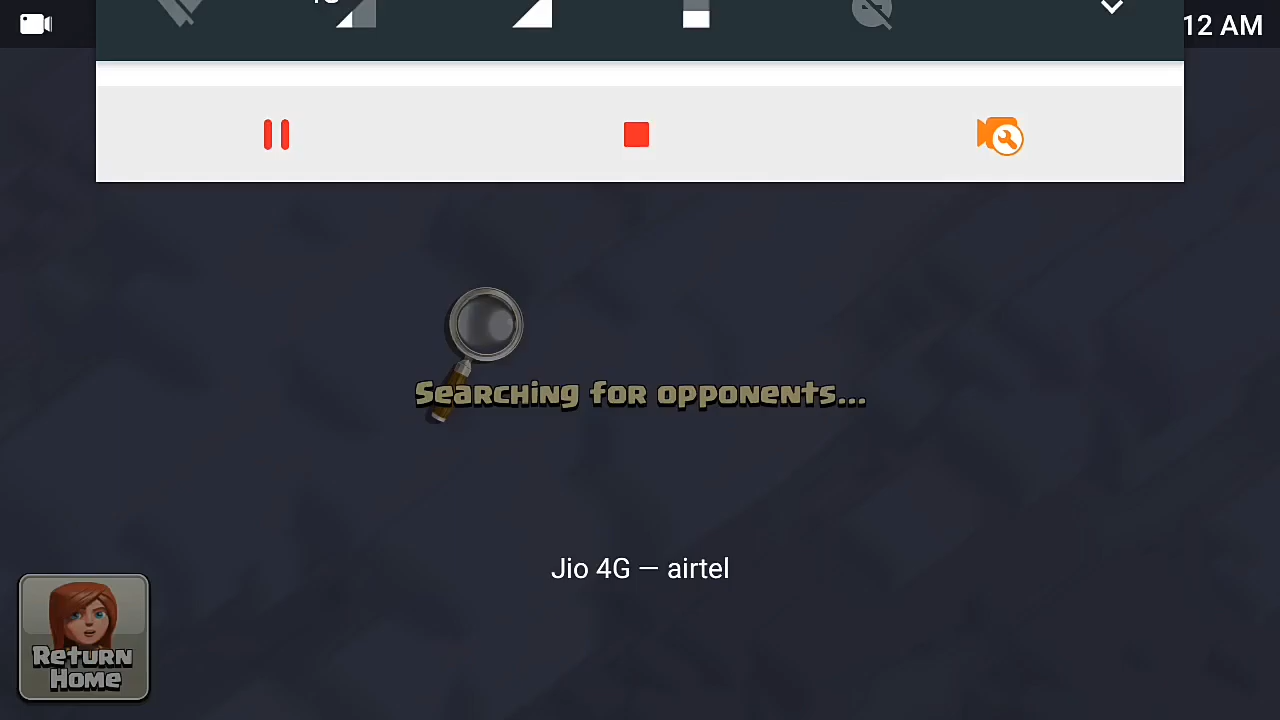 12 AM
Searching for opponents...
Jio 4G — airtel
Return
Home